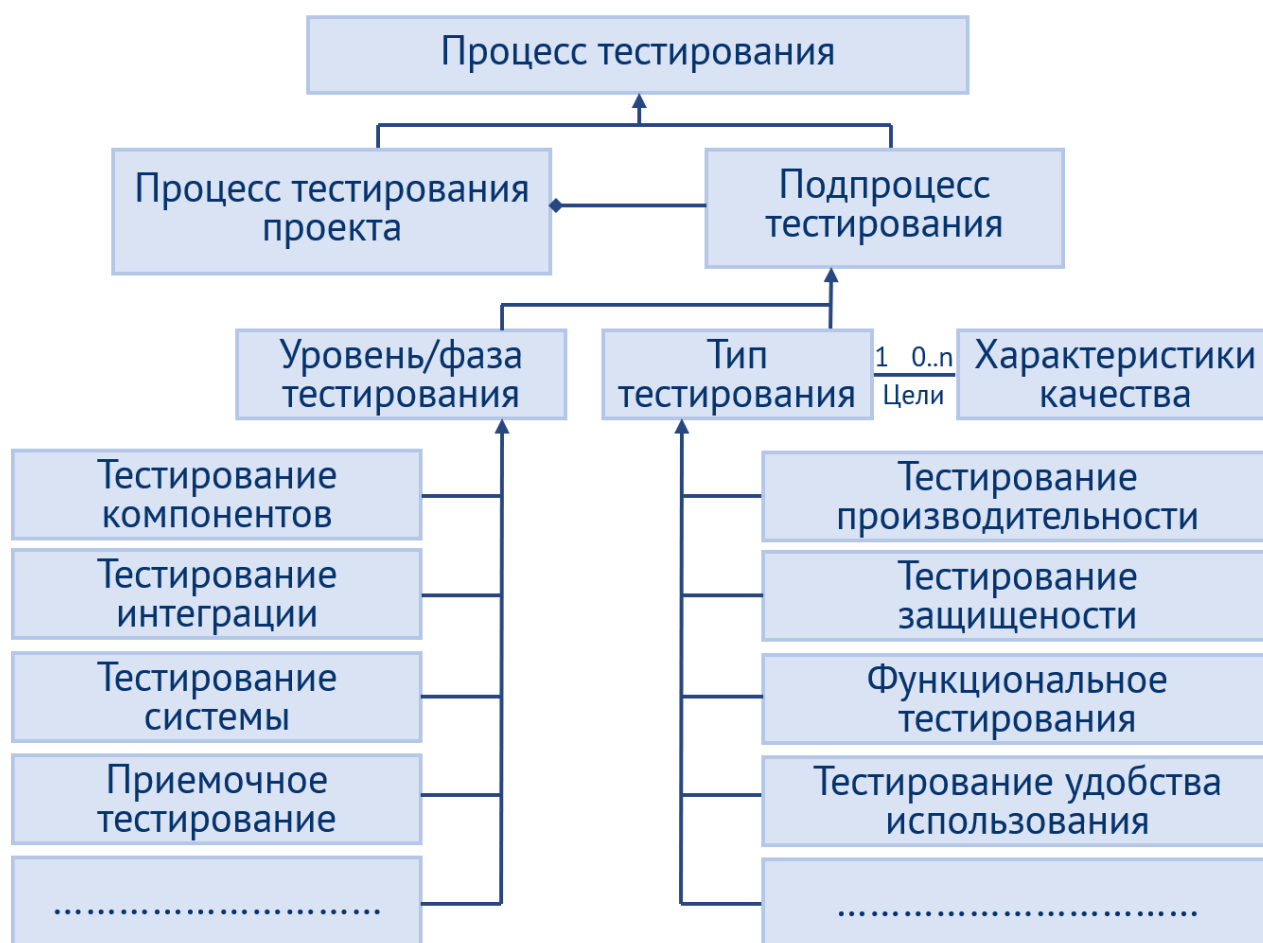 Процесс тестирования
Процесс тестирования
проекта
Подпроцесс
тестирования
Уровень/фаза
тестирования
Тип
тестирования
1 0..n
Цели
Характеристики
качества
Тестирование
компонентов
Тестирование
интеграции
Тестирование
системы
Приемочное
тестирование
…………………………
Тестирование
производительности
Тестирование
защищености
Функциональное
тестирования
Тестирование удобства
использования
……………………………